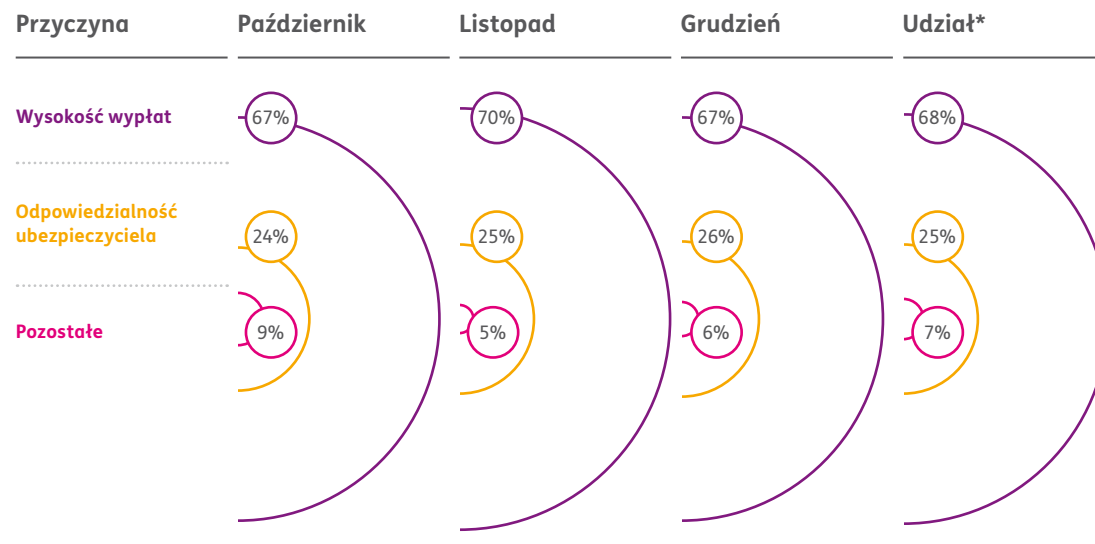 Przyczyna Październik Listopad Grudzień Udział*
Wysokość wypłat 67% 70% 67% 68%
Odpowiedzialność
ubezpieczyciela 24% 25% 26% 25%
Pozostałe 9% 5% 6% 7%